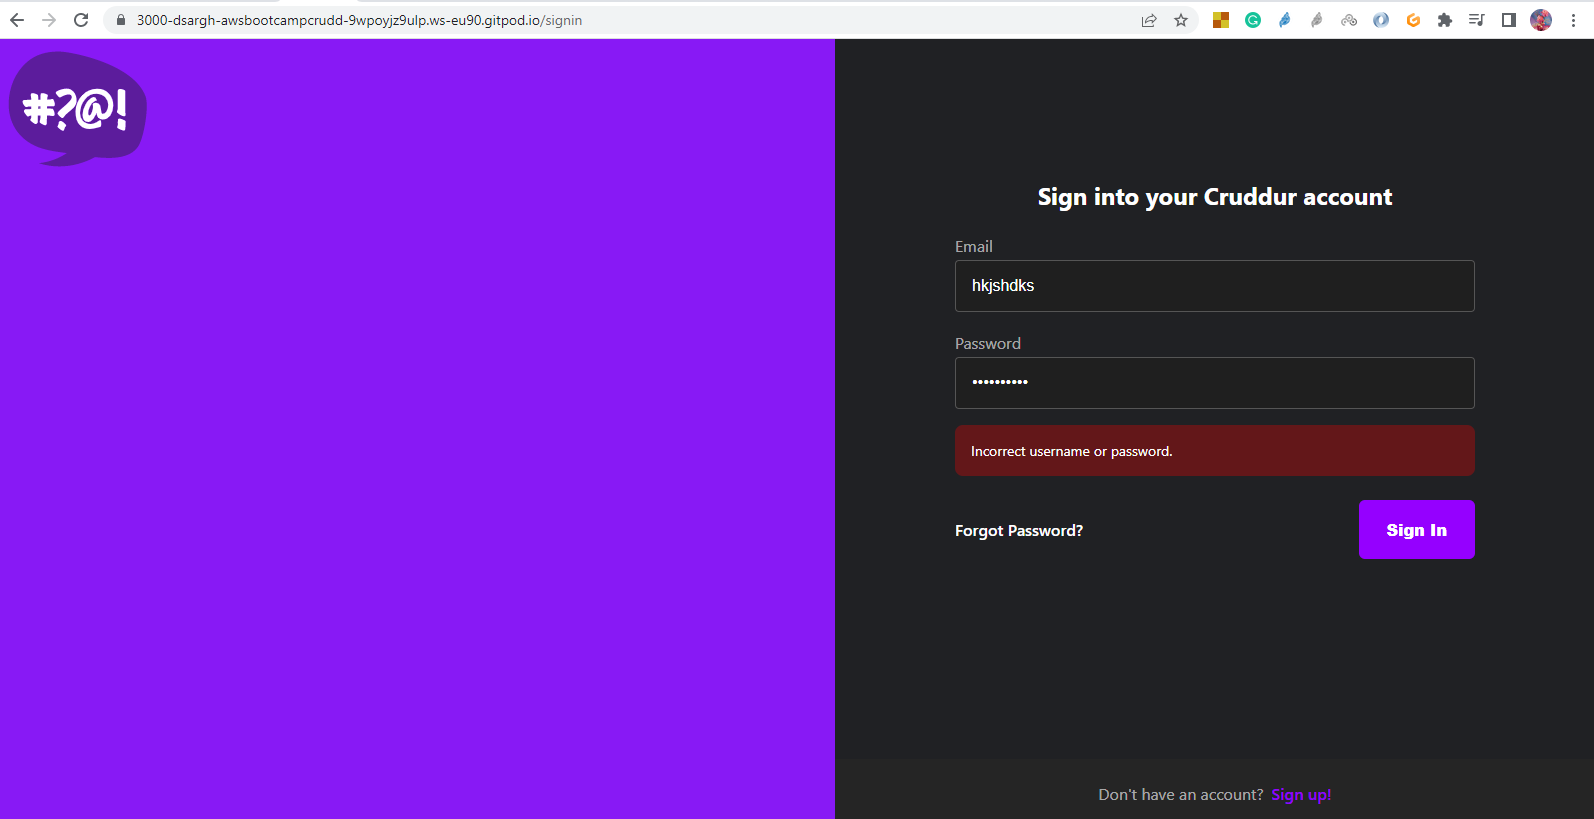 3000-dsargh-awsbootcampcrudd-9wpoyjz9ulp.ws-eu90.gitpod.io/signin
#?@!
Sign into your Cruddur account
Email
hkjshdks
Password
••••••••••
Incorrect username or password.
Forgot Password?
Sign In
Don't have an account? Sign up!